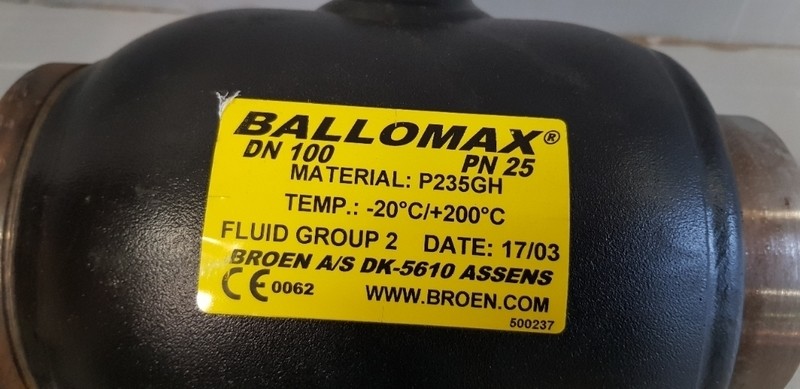 BALLOMAX®
DN 100 PN 25
MATERIAL: P235GH
TEMP.: -20°C/+200°C
FLUID GROUP 2 DATE: 17/03
BROEN A/S DK-5610 ASSENS
CE 0062 WWW.BROEN.COM
500237